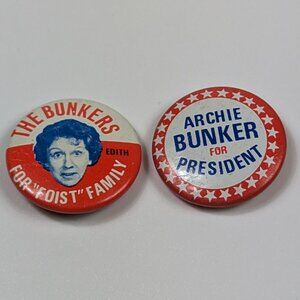 THE BUNKERS
EDITH
FOR "FOIST" FAMILY
ARCHIE
BUNKER
FOR
PRESIDENT